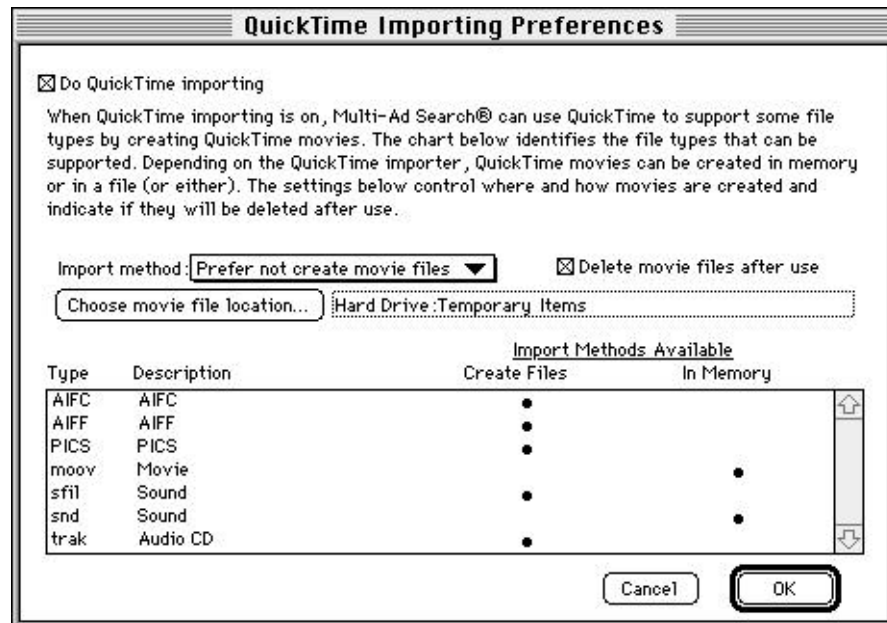 QuickTime Importing Preferences
Do QuickTime importing
When QuickTime importing is on, Multi-Ad Search® can use QuickTime to support some file
types by creating QuickTime movies. The chart below identifies the file types that can be
supported. Depending on the QuickTime importer, QuickTime movies can be created in memory
or in a file (or either). The settings below control where and how movies are created and
indicate if they will be deleted after use.
Import method: Prefer not create movie files Delete movie files after use
Choose movie file location... Hard Drive:Temporary Items
Import Methods Available
Type Description Create Files In Memory
AIFC AIFC •
AIFF AIFF •
PICS PICS •
moov Movie •
sfil Sound •
snd Sound •
trak Audio CD •
Cancel OK